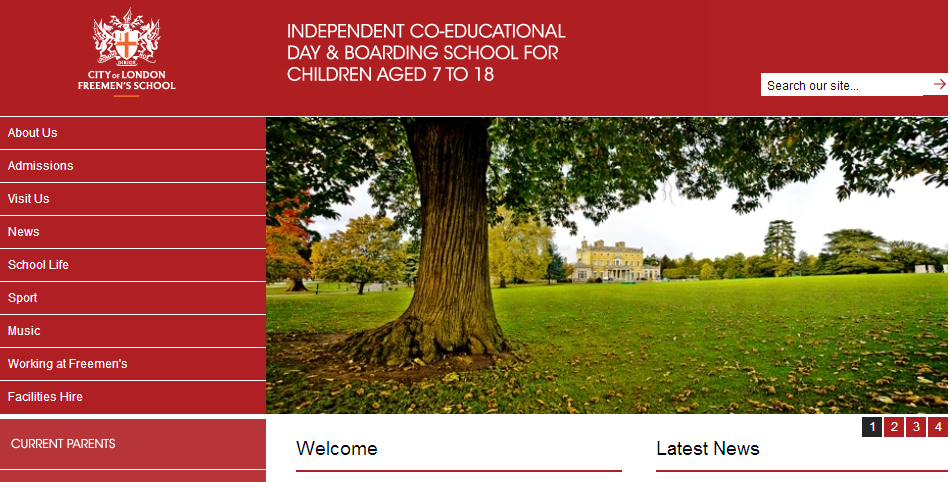 DIRIGE
CITY OF LONDON
FREEMEN'S SCHOOL
INDEPENDENT CO-EDUCATIONAL
DAY & BOARDING SCHOOL FOR
CHILDREN AGED 7 TO 18
Search our site...
About Us
Admissions
Visit Us
News
School Life
Sport
Music
Working at Freemen's
Facilities Hire
CURRENT PARENTS
1 2 3 4
Welcome
Latest News